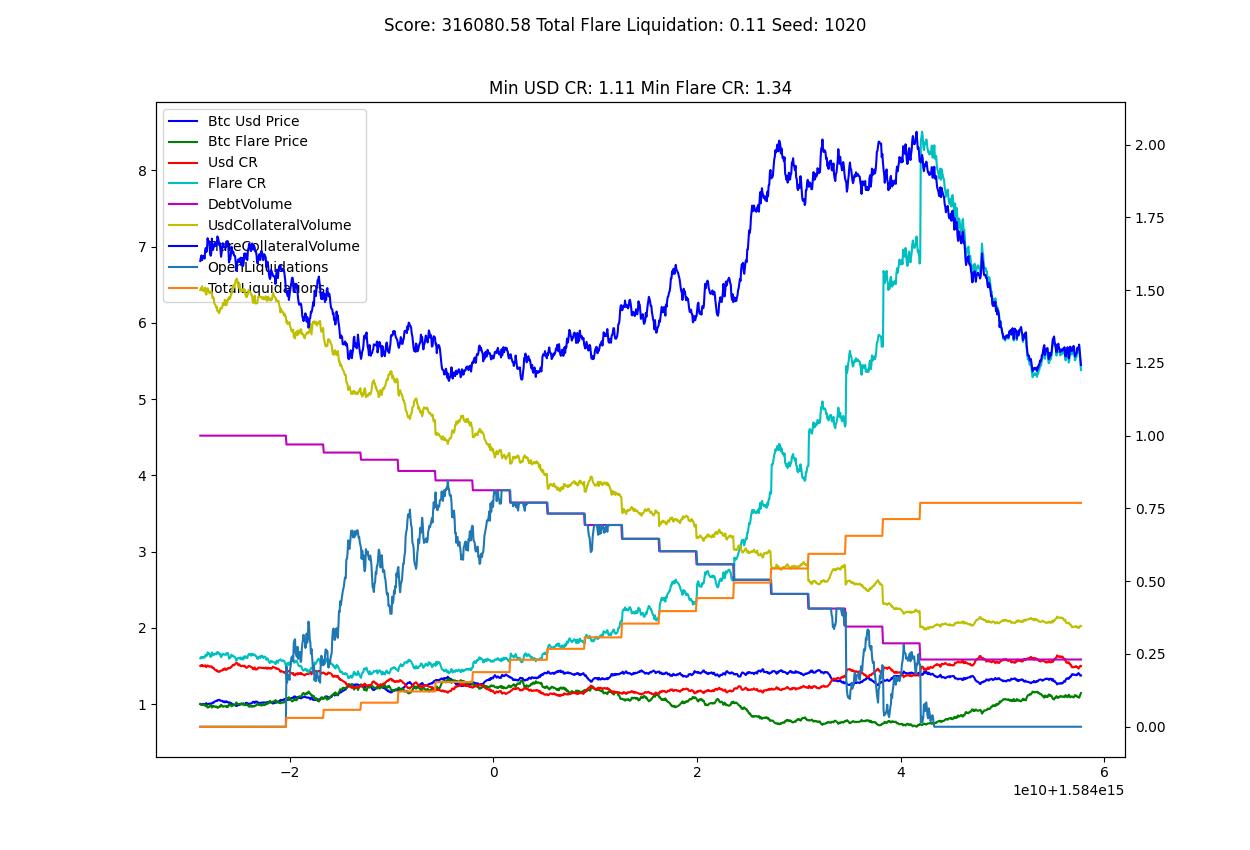 Score: 316080.58 Total Flare Liquidation: 0.11 Seed: 1020
Min USD CR: 1.11 Min Flare CR: 1.34
Btc Usd Price
Btc Flare Price
Usd CR
Flare CR
DebtVolume
UsdCollateralVolume
FlareCollateralVolume
OpenLiquidations
TotalLiquidations
8
7
6
5
4
3
2
1
2.00
1.75
1.50
1.25
1.00
0.75
0.50
0.25
0.00
−2
0
2
4
6
1e10+1.584e15